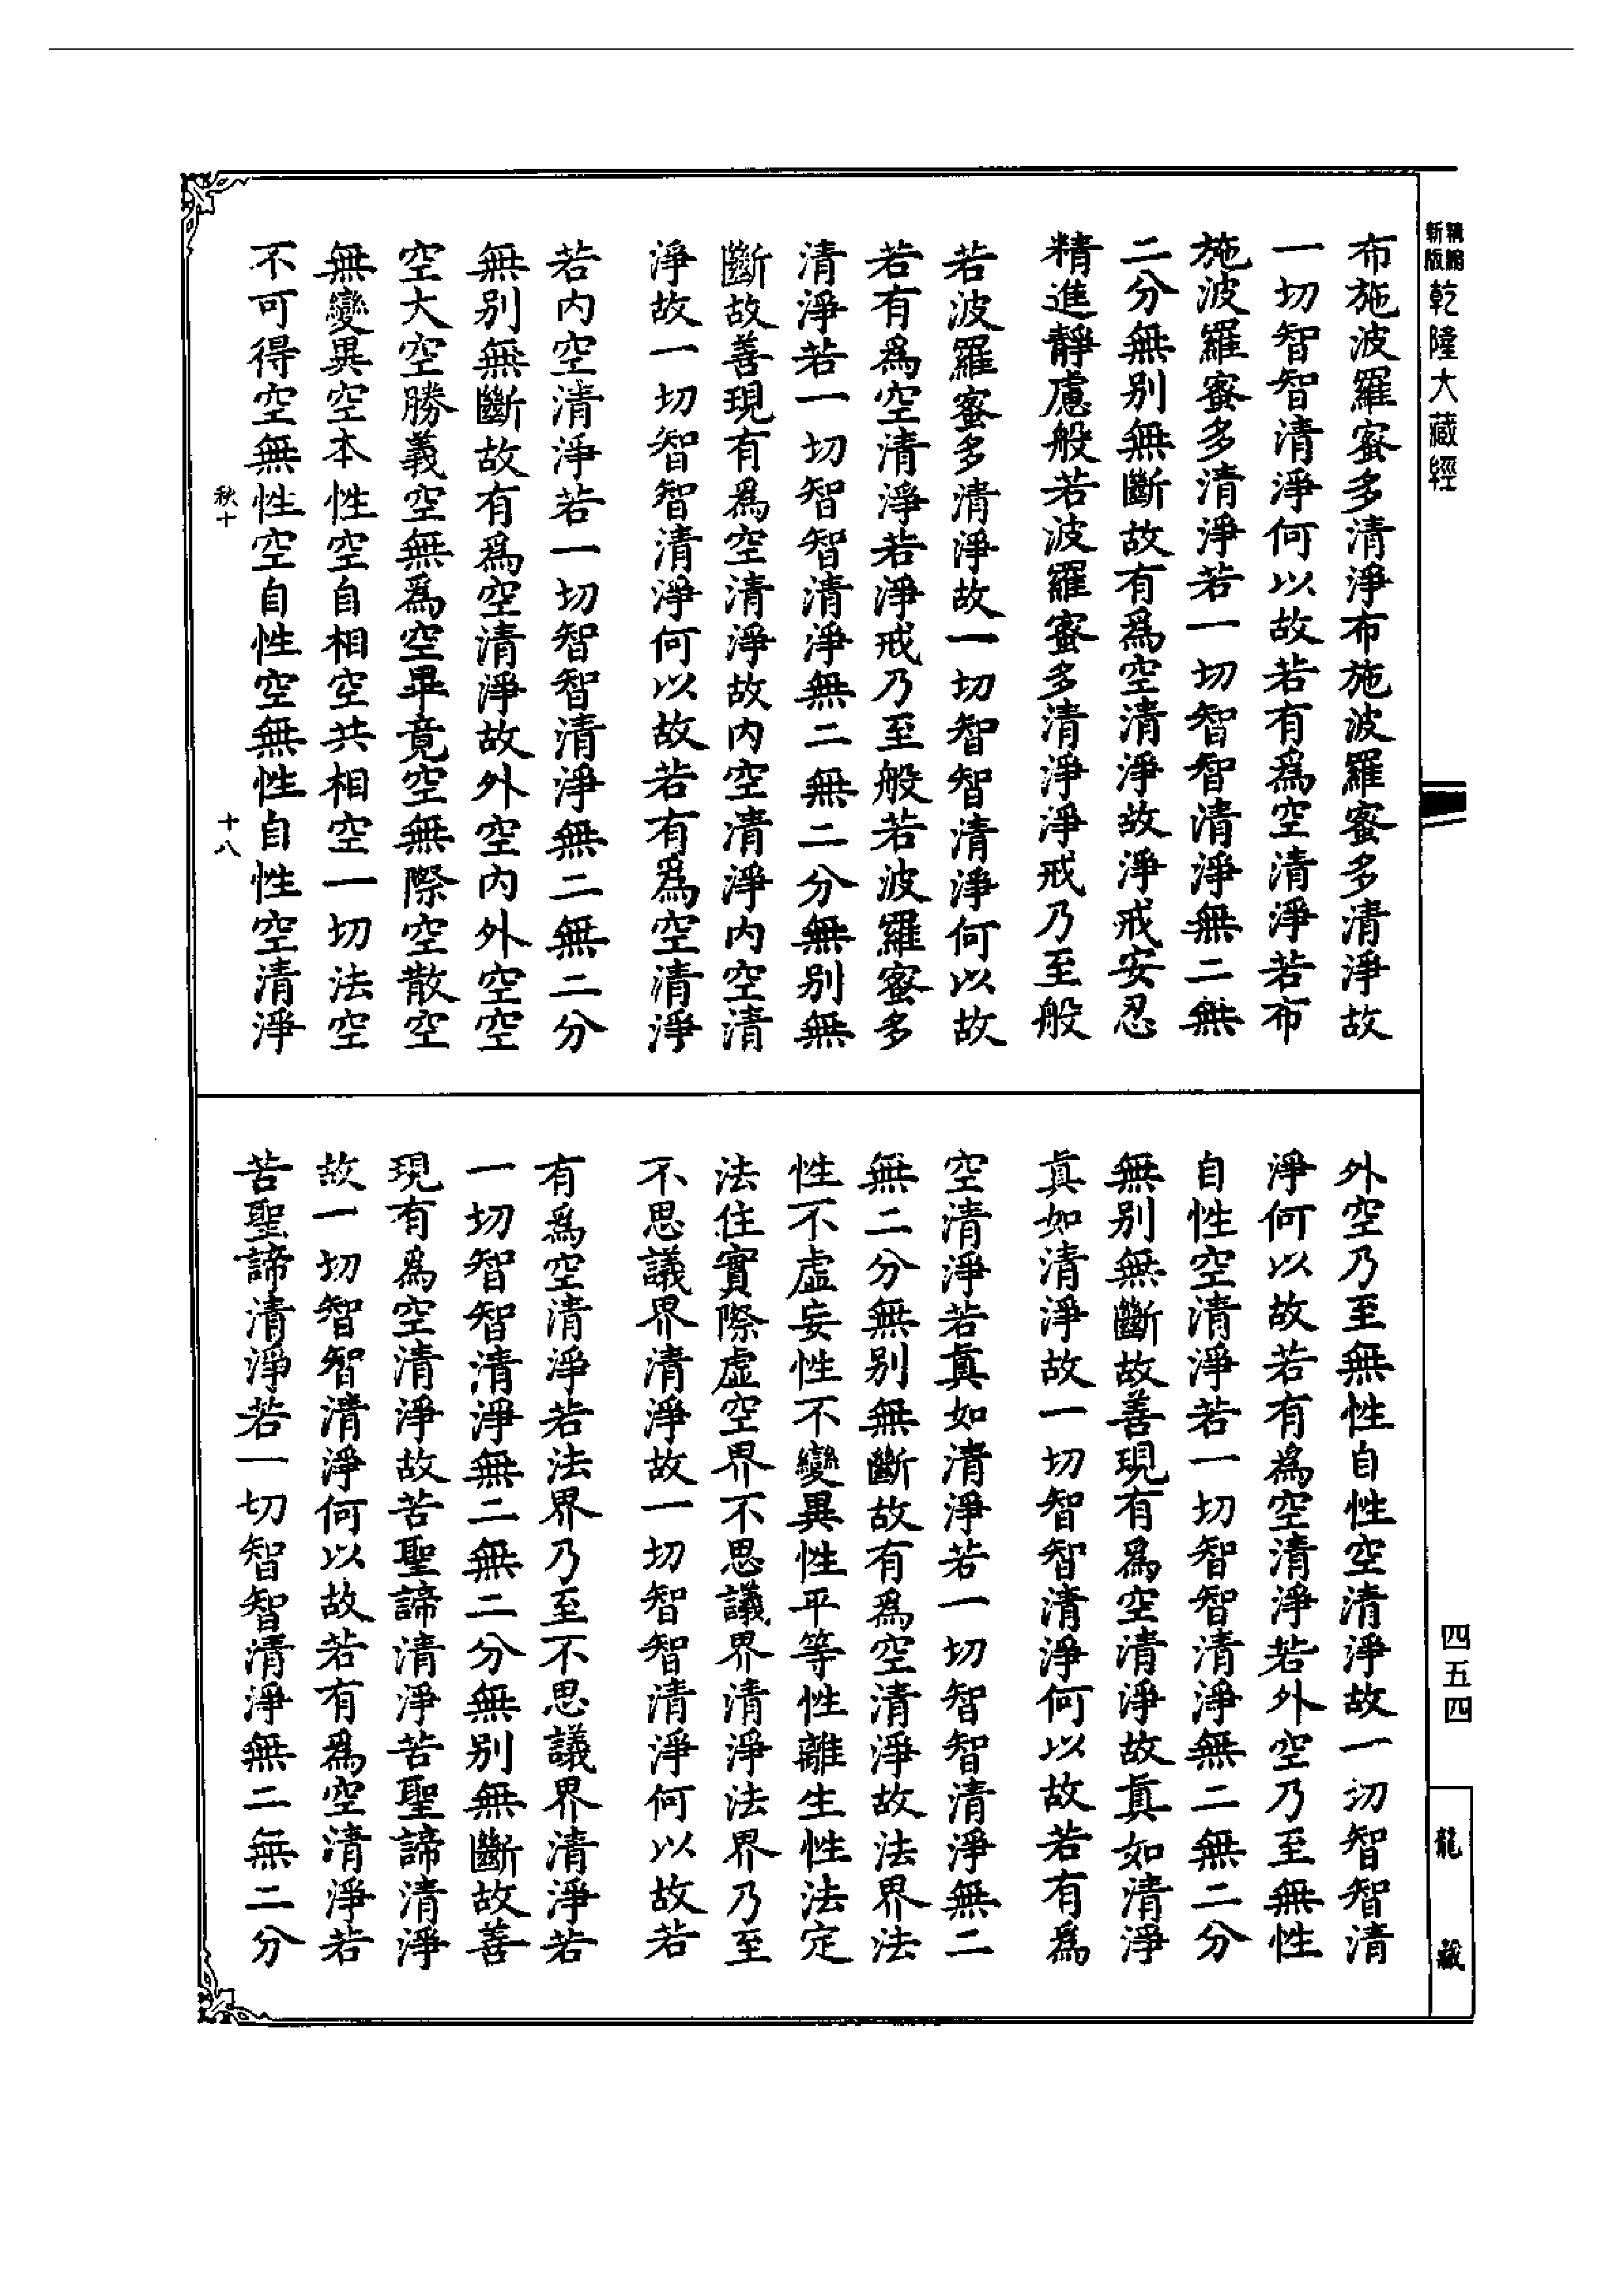 精縮
新版
乾隆大藏經
布施波羅蜜多清淨布施波羅蜜多清淨故
一切智智清淨何以故若有爲空清淨若布
施波羅蜜多清淨若一切智智清淨無二無
二分無别無斷故有爲空清淨故淨戒安忍
精進靜慮般若波羅蜜多清淨淨戒乃至般
若波羅蜜多清淨故一切智智清淨何以故
若有爲空清淨若淨戒乃至般若波羅蜜多
清淨若一切智智清淨無二無二分無别無
斷故善現有爲空清淨故内空清淨内空清
淨故一切智智清淨何以故若有爲空清淨
若内空清淨若一切智智清淨無二無二分
無别無斷故有爲空清淨故外空内外空空
空大空勝義空無爲空畢竟空無際空散空
無變異空本性空自相空共相空一切法空
不可得空無性空自性空無性自性空清淨
秋十
十八
外空乃至無性自性空清淨故一切智智清
淨何以故若有爲空清淨若外空乃至無性
自性空清淨若一切智智清淨無二無二分
無别無斷故善現有爲空清淨故真如清淨
真如清淨故一切智智清淨何以故若有爲
空清淨若真如清淨若一切智智清淨無二
無二分無别無斷故有爲空清淨故法界法
性不虛妄性不變異性平等性離生性法定
法住實際虛空界不思議界清淨法界乃至
不思議界清淨故一切智智清淨何以故若
有爲空清淨若法界乃至不思議界清淨若
一切智智清淨無二無二分無别無斷故善
現有爲空清淨故苦聖諦清淨苦聖諦清淨
故一切智智清淨何以故若有爲空清淨若
苦聖諦清淨若一切智智清淨無二無二分
四五四
龍藏